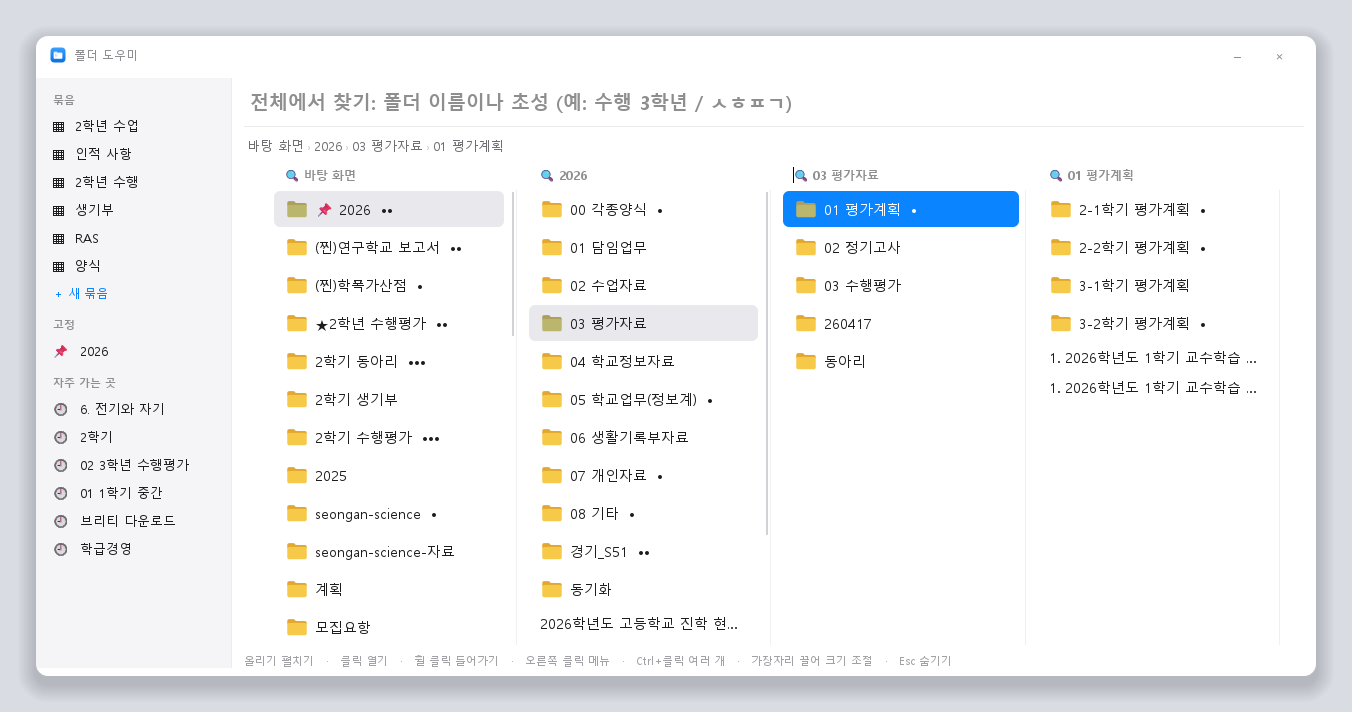 폴더 도우미
– ×
묶음
2학년 수업
인적 사항
2학년 수행
생기부
RAS
양식
+ 새 묶음
고정
2026
자주 가는 곳
6. 전기와 자기
2학기
02 3학년 수행평가
01 1학기 중간
브리티 다운로드
학급경영
전체에서 찾기: 폴더 이름이나 초성 (예: 수행 3학년 / ㅅㅎㅍㄱ)
바탕 화면 › 2026 › 03 평가자료 › 01 평가계획
바탕 화면
2026 ••
(찐)연구학교 보고서 ••
(찐)학폭가산점 •
★2학년 수행평가 ••
2학기 동아리 •••
2학기 생기부
2학기 수행평가 •••
2025
seongan-science •
seongan-science-자료
계획
모집요항
2026
00 각종양식 •
01 담임업무
02 수업자료
03 평가자료
04 학교정보자료
05 학교업무(정보계) •
06 생활기록부자료
07 개인자료 •
08 기타 •
경기_S51 ••
동기화
2026학년도 고등학교 진학 현...
03 평가자료
01 평가계획 •
02 정기고사
03 수행평가
260417
동아리
01 평가계획
2-1학기 평가계획 •
2-2학기 평가계획 •
3-1학기 평가계획
3-2학기 평가계획 •
1. 2026학년도 1학기 교수학습 ...
1. 2026학년도 1학기 교수학습 ...
올리기 펼치기 · 클릭 열기 · 휠 클릭 들어가기 · 오른쪽 클릭 메뉴 · Ctrl+클릭 여러 개 · 가장자리 끌어 크기 조절 · Esc 숨기기